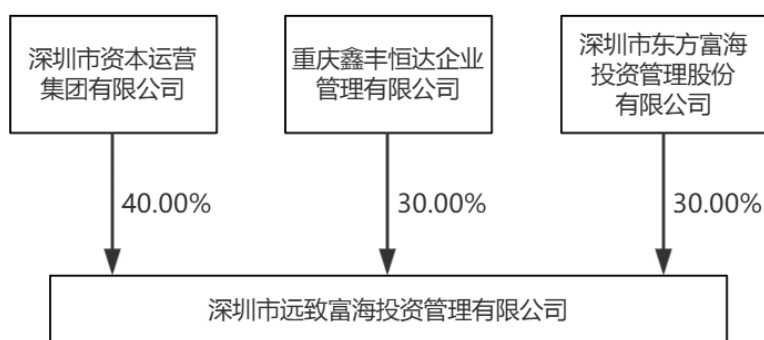 深圳市资本运营
集团有限公司
重庆鑫丰恒达企业
管理有限公司
深圳市东方富海
投资管理股份
有限公司
40.00%
30.00%
30.00%
深圳市远致富海投资管理有限公司